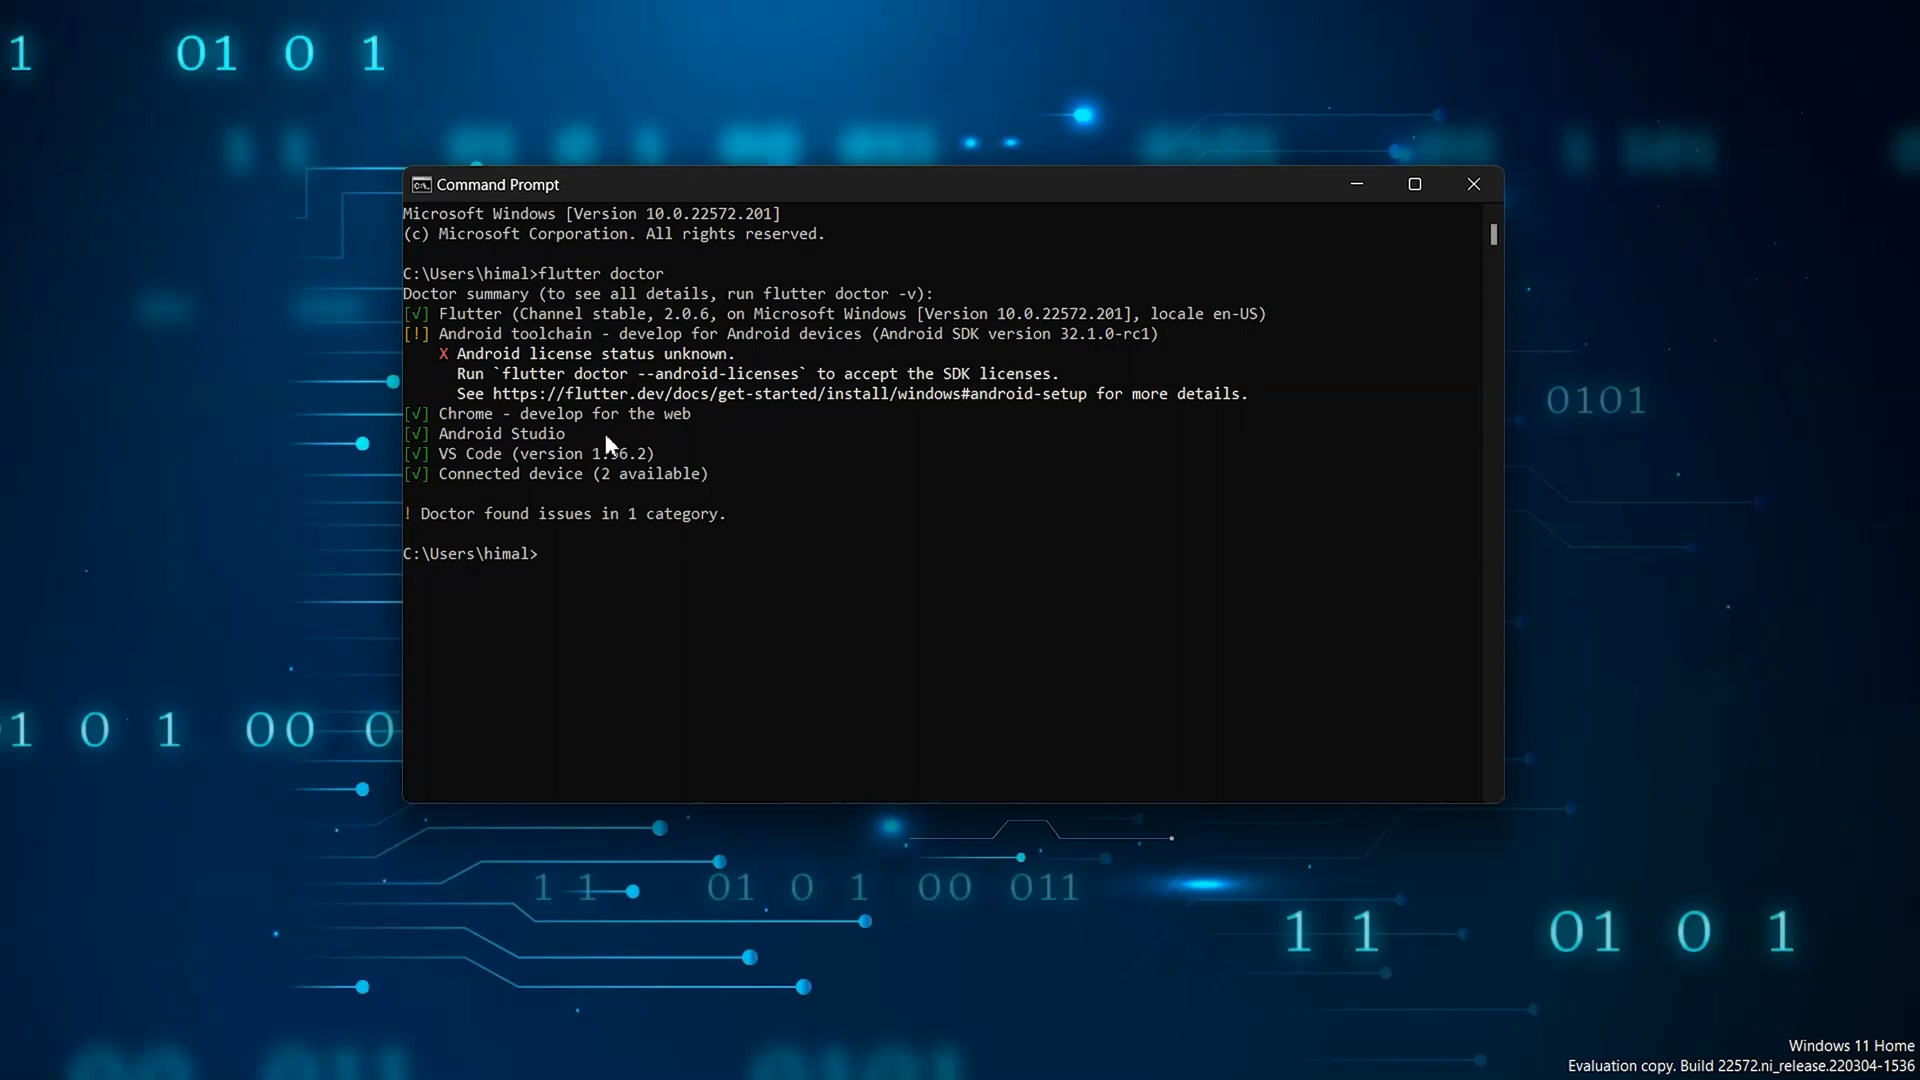 1 01 0 1
Command Prompt
Microsoft Windows [Version 10.0.22572.201]
(c) Microsoft Corporation. All rights reserved.
C:\Users\himal>flutter doctor
Doctor summary (to see all details, run flutter doctor -v):
[√] Flutter (Channel stable, 2.0.6, on Microsoft Windows [Version 10.0.22572.201], locale en-US)
[!] Android toolchain - develop for Android devices (Android SDK version 32.1.0-rc1)
X Android license status unknown.
Run `flutter doctor --android-licenses` to accept the SDK licenses.
See https://flutter.dev/docs/get-started/install/windows#android-setup for more details.
[√] Chrome - develop for the web
[√] Android Studio
[√] VS Code (version 1.56.2)
[√] Connected device (2 available)
! Doctor found issues in 1 category.
C:\Users\himal>
0101
01 0 1 00 0
1 1 01 0 1 00 011
1 1 01 0 1
Windows 11 Home
Evaluation copy. Build 22572.ni_release.220304-1536